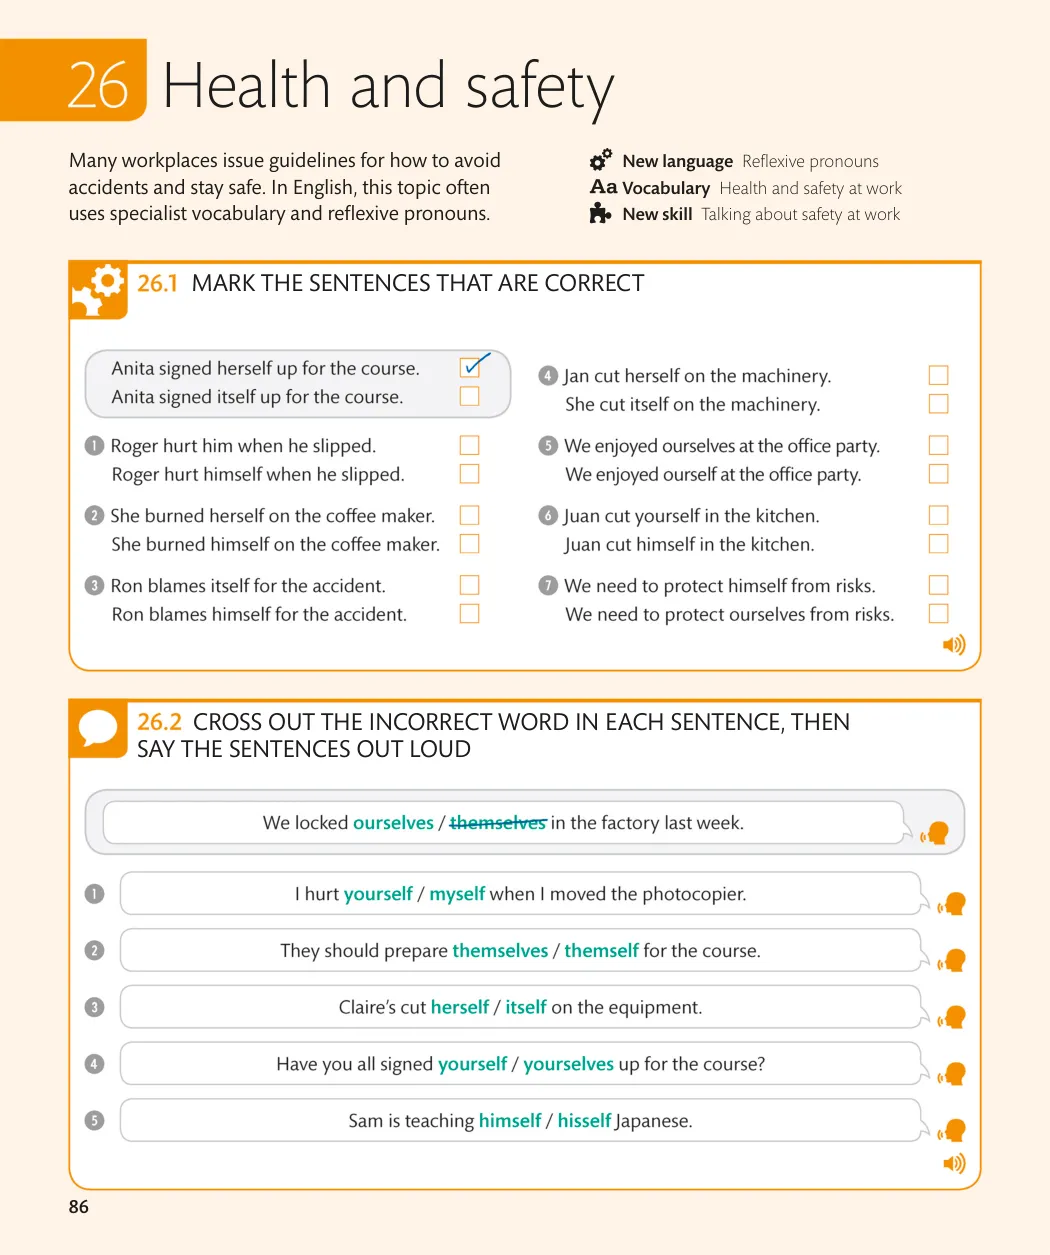 26 Health and safety
Many workplaces issue guidelines for how to avoid
accidents and stay safe. In English, this topic often
uses specialist vocabulary and reflexive pronouns.
New language Reflexive pronouns
Aa Vocabulary Health and safety at work
New skill Talking about safety at work
26.1 MARK THE SENTENCES THAT ARE CORRECT
Anita signed herself up for the course.
Anita signed itself up for the course.
1 Roger hurt him when he slipped.
Roger hurt himself when he slipped.
2 She burned herself on the coffee maker.
She burned himself on the coffee maker.
3 Ron blames itself for the accident.
Ron blames himself for the accident.
4 Jan cut herself on the machinery.
She cut itself on the machinery.
5 We enjoyed ourselves at the office party.
We enjoyed ourself at the office party.
6 Juan cut yourself in the kitchen.
Juan cut himself in the kitchen.
7 We need to protect himself from risks.
We need to protect ourselves from risks.
26.2 CROSS OUT THE INCORRECT WORD IN EACH SENTENCE, THEN
SAY THE SENTENCES OUT LOUD
We locked ourselves / themselves in the factory last week.
1 I hurt yourself / myself when I moved the photocopier.
2 They should prepare themselves / themself for the course.
3 Claire's cut herself / itself on the equipment.
4 Have you all signed yourself / yourselves up for the course?
5 Sam is teaching himself / hisself Japanese.
86